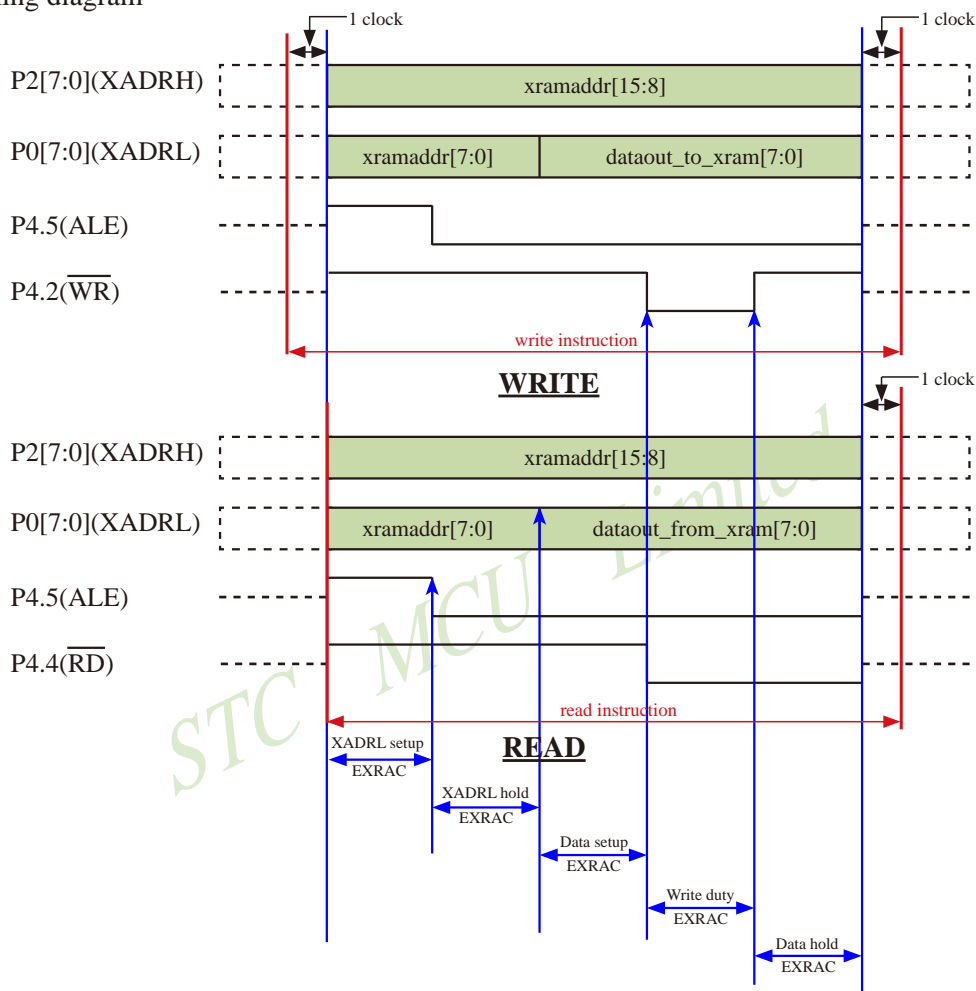 1 clock
1 clock
P2[7:0](XADRH)
xramaddr[15:8]
P0[7:0](XADRL)
xramaddr[7:0]
dataout_to_xram[7:0]
P4.5(ALE)
P4.2(WR)
write instruction
WRITE
1 clock
P2[7:0](XADRH)
xramaddr[15:8]
P0[7:0](XADRL)
xramaddr[7:0]
dataout_from_xram[7:0]
P4.5(ALE)
P4.4(RD)
read instruction
READ
STC MCU Limited
XADRL setup
EXRAC
XADRL hold
EXRAC
Data setup
EXRAC
Write duty
EXRAC
Data hold
EXRAC